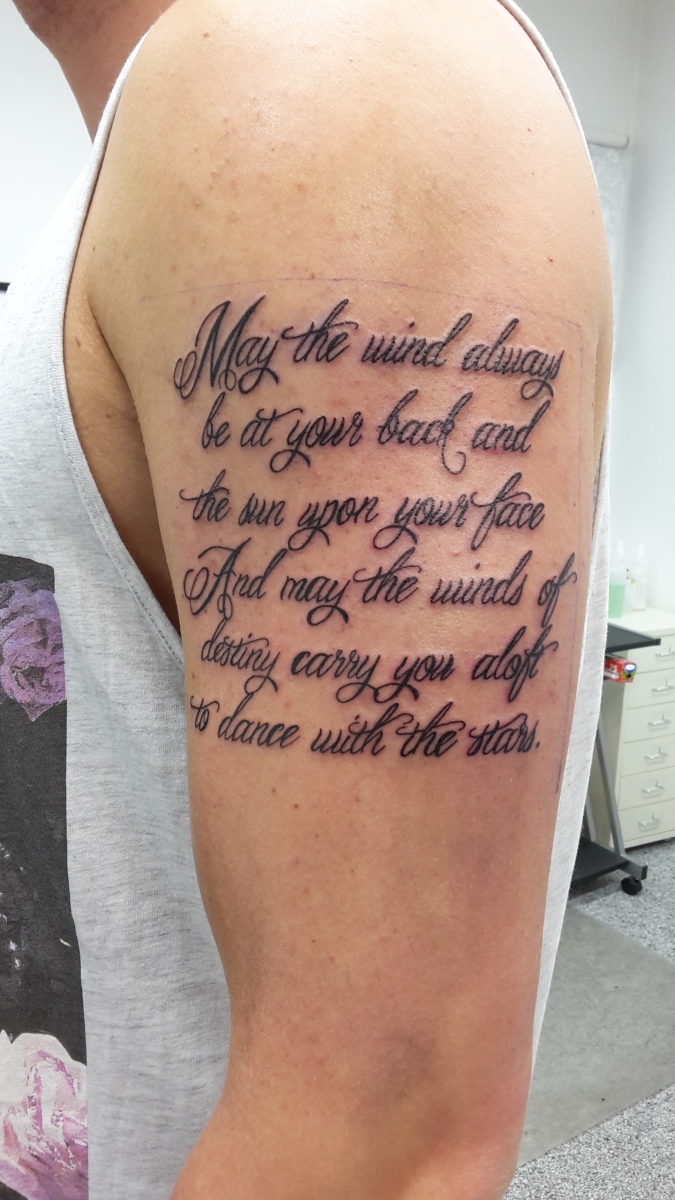 May the wind always
be at your back and
the sun upon your face
And may the winds of
destiny carry you aloft
to dance with the stars.